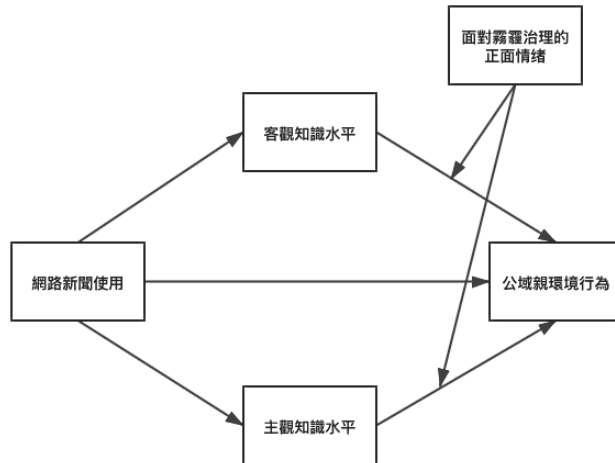 面對霧霾治理的
正面情绪
客觀知識水平
網路新聞使用
公域親環境行為
主觀知識水平